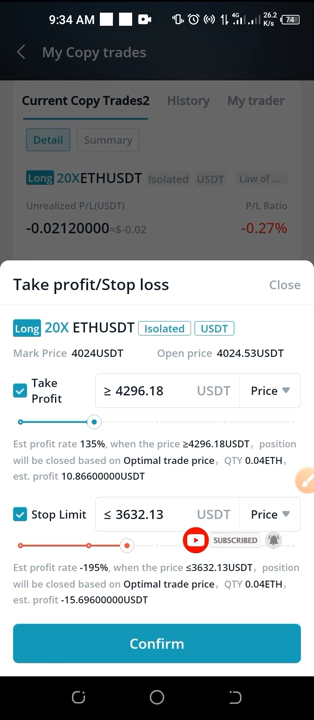 9:34 AM 4G 26.2 K/s 74
My Copy trades
Current Copy Trades2 History My trader
Detail Summary
Long 20XETHUSDT Isolated USDT Law of ...
Unrealized P/L(USDT) P/L Ratio
-0.02120000≈$-0.02 -0.27%
Take profit/Stop loss Close
Long 20X ETHUSDT Isolated USDT
Mark Price 4024USDT Open price 4024.53USDT
Take Profit ≥ 4296.18 USDT Price
Est profit rate 135%, when the price ≥4296.18USDT, position
will be closed based on Optimal trade price, QTY 0.04ETH,
est. profit 10.86600000USDT
Stop Limit ≤ 3632.13 USDT Price
SUBSCRIBED
Est profit rate -195%, when the price ≤3632.13USDT, position
will be closed based on Optimal trade price, QTY 0.04ETH,
est. profit -15.69600000USDT
Confirm